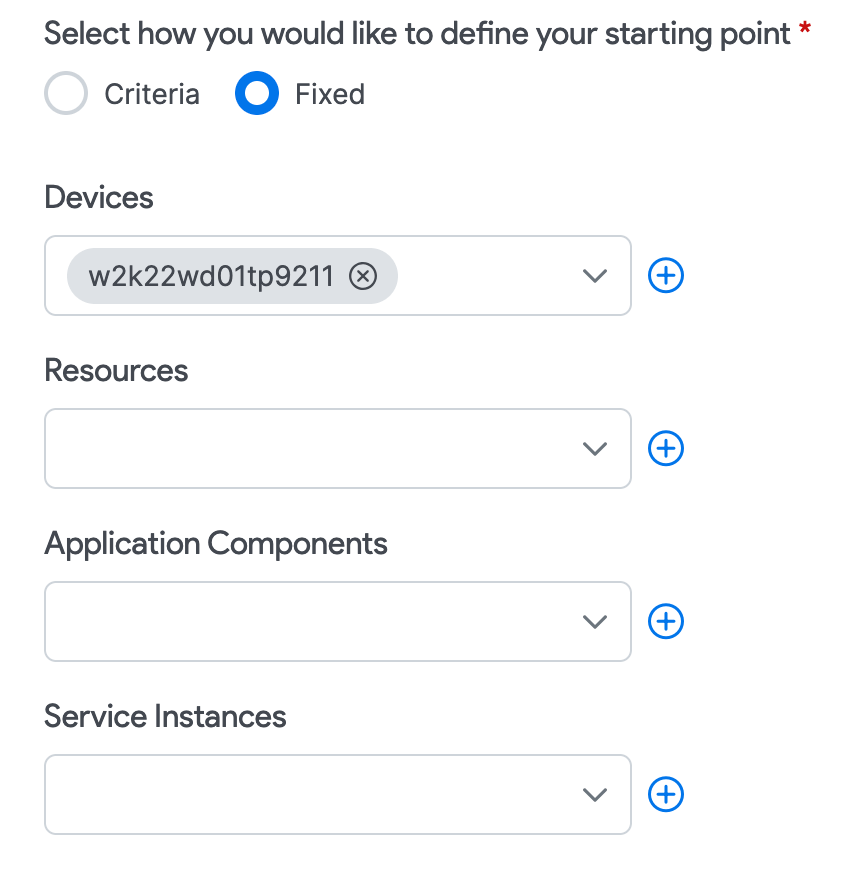 Select how you would like to define your starting point *
Criteria Fixed
Devices
w2k22wd01tp9211
Resources
Application Components
Service Instances